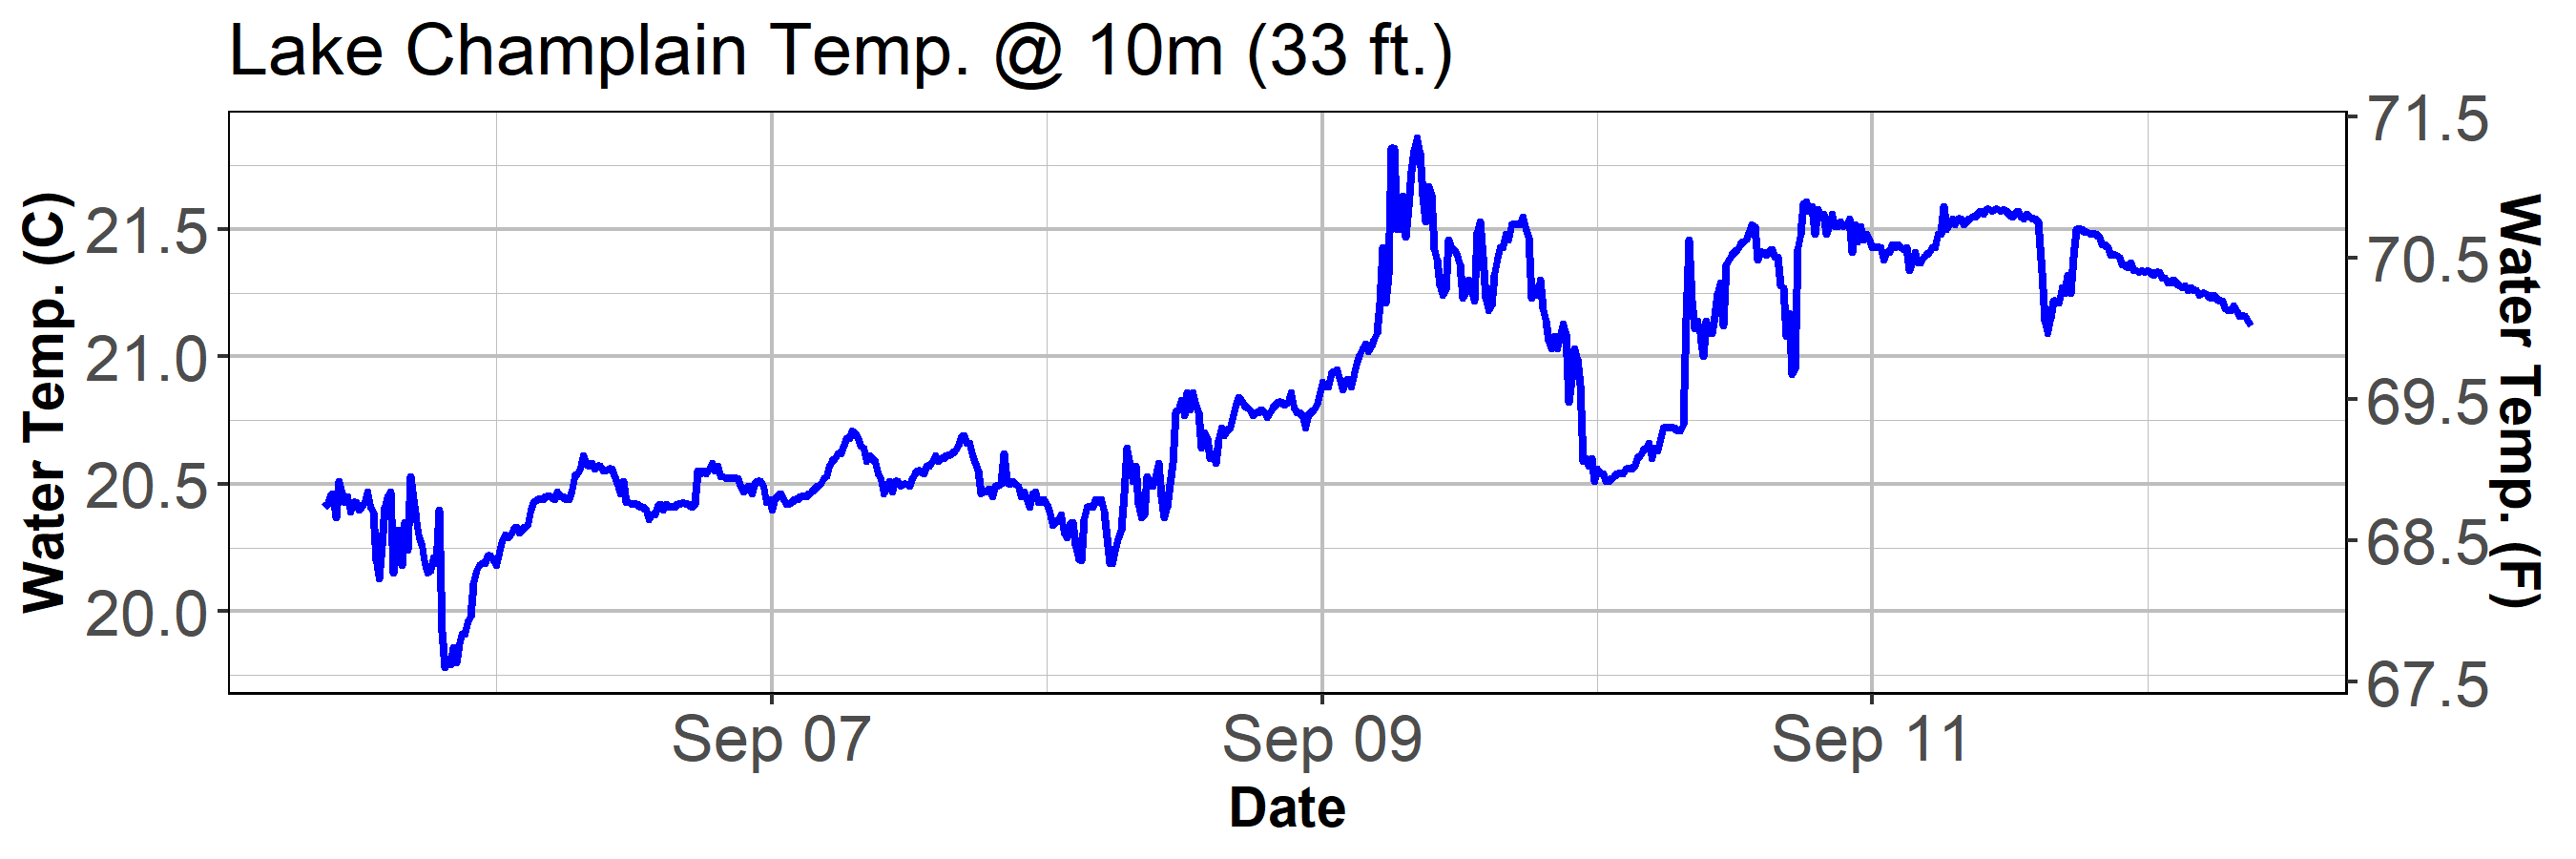 Lake Champlain Temp. @ 10m (33 ft.)
Water Temp. (C)
21.5
21.0
20.5
20.0
71.5
70.5
69.5
68.5
67.5
Water Temp. (F)
Sep 07
Sep 09
Sep 11
Date